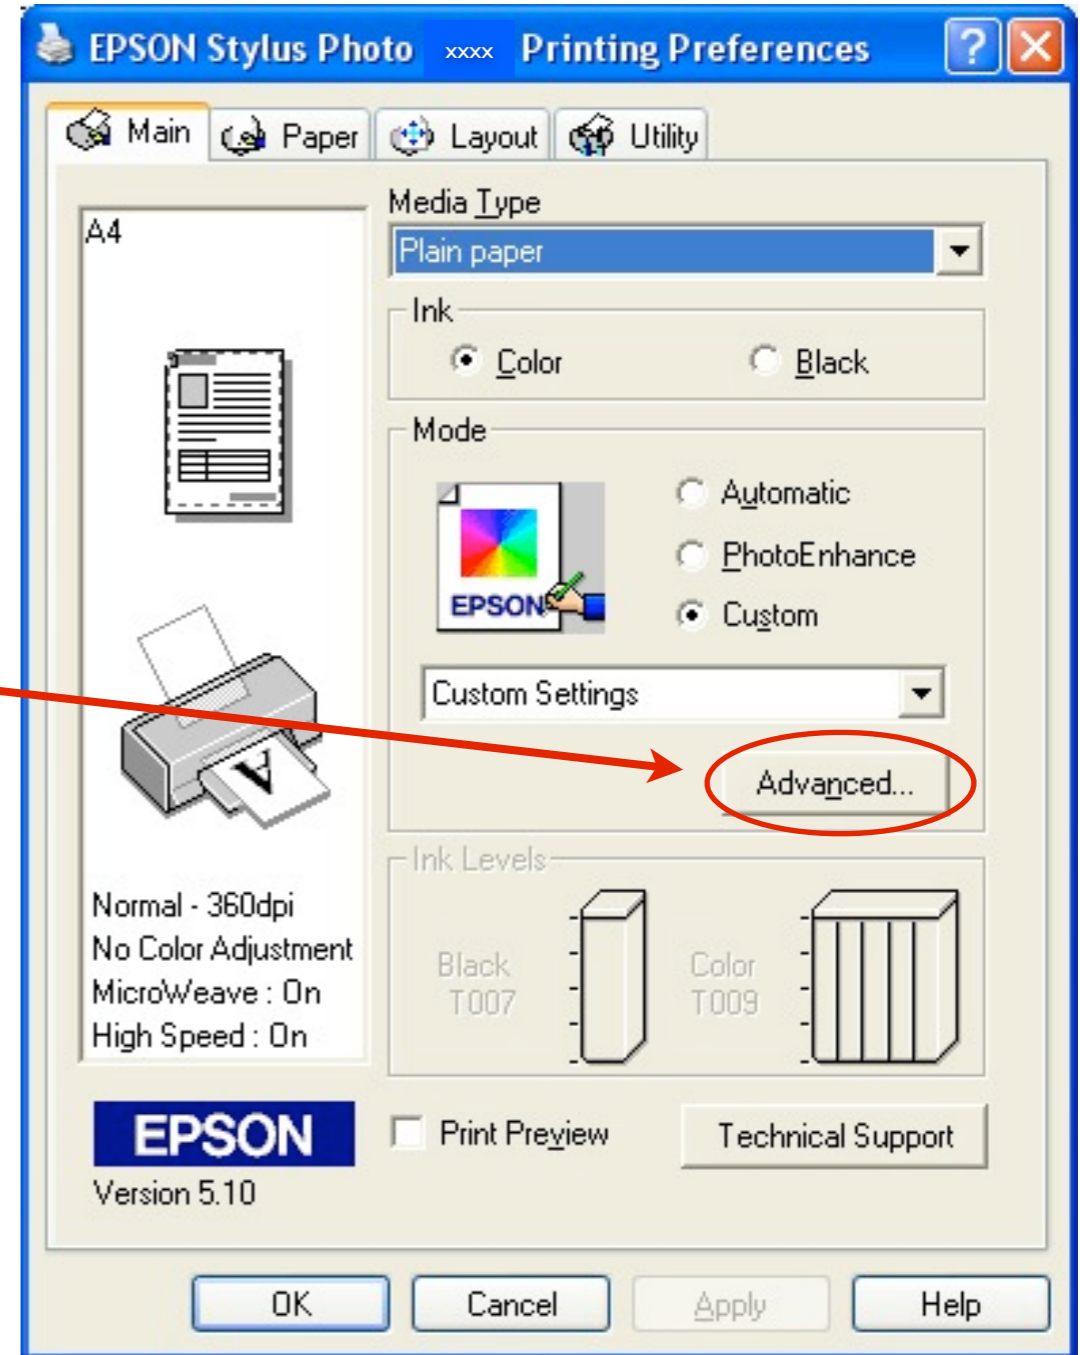 EPSON Stylus Photo xxxx Printing Preferences
Main Paper Layout Utility
A4
Media Type
Plain paper
Ink
Color Black
Mode
EPSON
Automatic
PhotoEnhance
Custom
Custom Settings
Advanced...
A
Normal - 360dpi
No Color Adjustment
MicroWeave : On
High Speed : On
Ink Levels
Black
T007
Color
T009
EPSON
Version 5.10
Print Preview
Technical Support
OK Cancel Apply Help